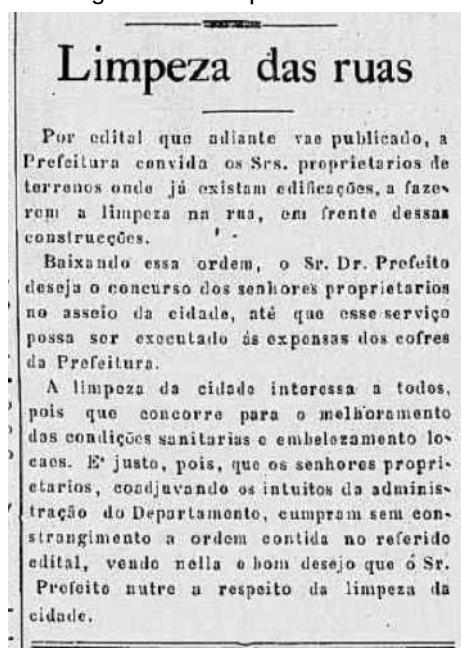 Limpeza das ruas
Por edital que adiante vae publicado, a
Prefeitura convida os Srs. proprietarios de
terrenos onde já existam edificações, a faze-
rem a limpeza na rua, em frente dessas
construcções.
Baixando essa ordem, o Sr. Dr. Prefeito
deseja o concurso dos senhores proprietarios
no asseio da cidade, até que esse serviço
possa ser executado ás expensas dos cofres
da Prefeitura.
A limpeza da cidade interessa a todos,
pois que concorre para o melhoramento
das condições sanitarias e embelezamento lo-
caes. E' justo, pois, que os senhores propri-
etarios, coadjuvando os intuitos da adminis-
tração do Departamento, cumpram sem con-
strangimento a ordem contida no referido
edital, vendo nella o bom desejo que o Sr.
Prefeito nutre a respeito da limpeza da
cidade.